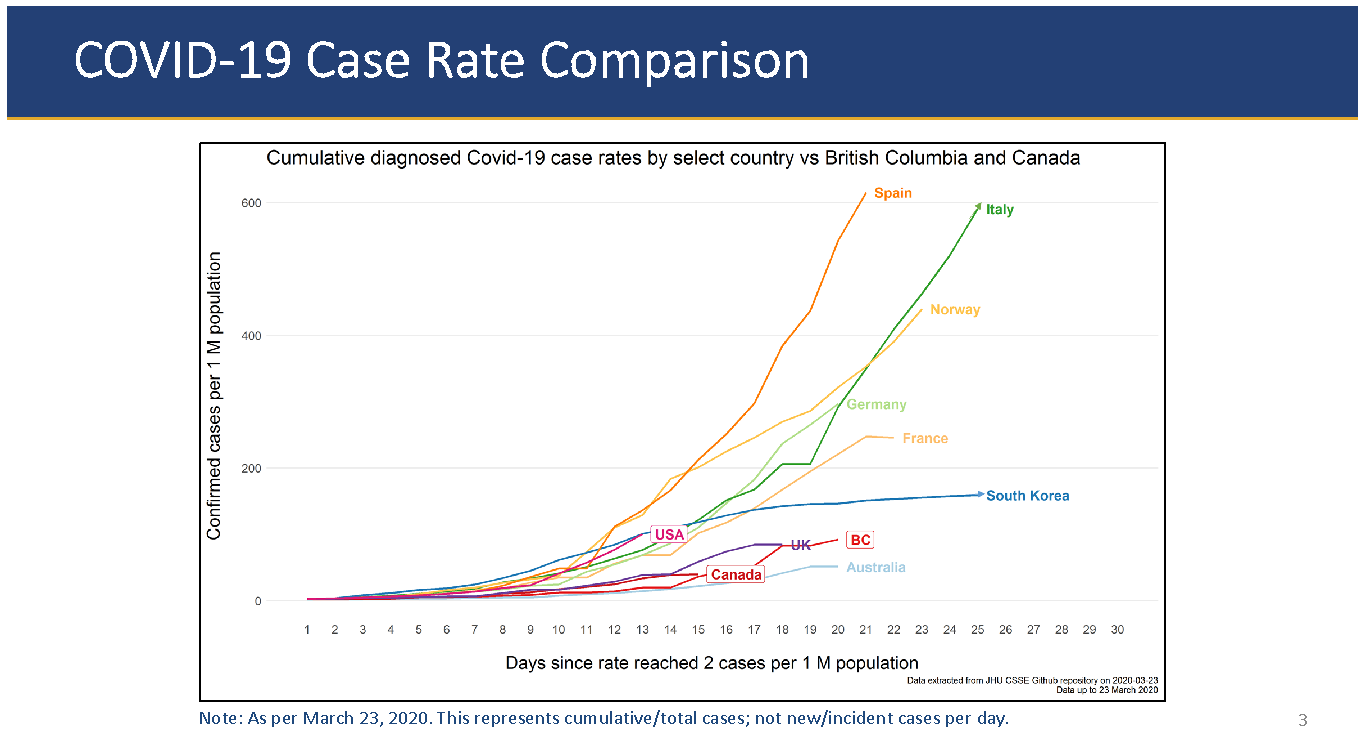 COVID-19 Case Rate Comparison
Cumulative diagnosed Covid-19 case rates by select country vs British Columbia and Canada
Confirmed cases per 1 M population
600
400
200
0
Spain
Italy
Norway
Germany
France
South Korea
USA
UK
BC
Australia
Canada
1 2 3 4 5 6 7 8 9 10 11 12 13 14 15 16 17 18 19 20 21 22 23 24 25 26 27 28 29 30
Days since rate reached 2 cases per 1 M population
Data extracted from JHU CSSE Github repository on 2020-03-23
Data up to 23 March 2020
Note: As per March 23, 2020. This represents cumulative/total cases; not new/incident cases per day.
3